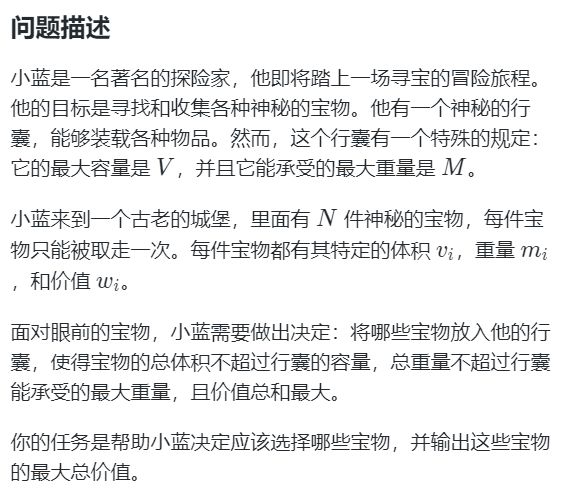 问题描述
小蓝是一名著名的探险家，他即将踏上一场寻宝的冒险旅程。
他的目标是寻找和收集各种神秘的宝物。他有一个神秘的行
囊，能够装载各种物品。然而，这个行囊有一个特殊的规定：
它的最大容量是 V，并且它能承受的最大重量是 M。
小蓝来到一个古老的城堡，里面有 N 件神秘的宝物，每件宝
物只能被取走一次。每件宝物都有其特定的体积 v_i，重量 m_i
，和价值 w_i。
面对眼前的宝物，小蓝需要做出决定：将哪些宝物放入他的行
囊，使得宝物的总体积不超过行囊的容量，总重量不超过行囊
能承受的最大重量，且价值总和最大。
你的任务是帮助小蓝决定应该选择哪些宝物，并输出这些宝物
的最大总价值。